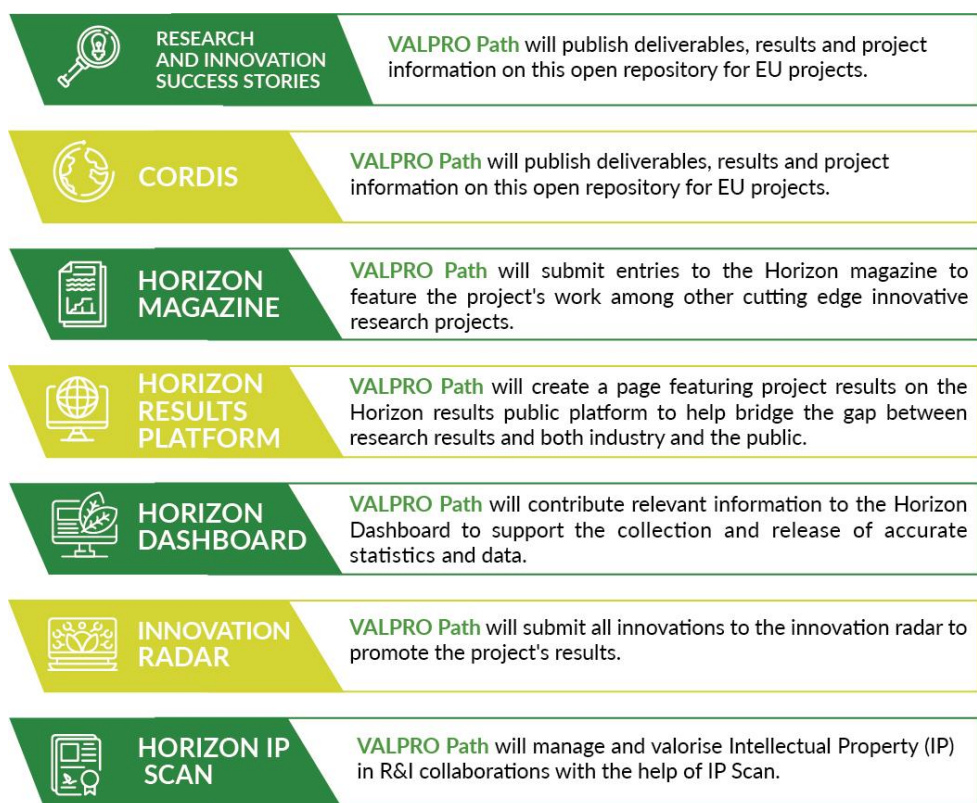 RESEARCH
AND INNOVATION
SUCCESS STORIES
VALPRO Path will publish deliverables, results and project
information on this open repository for EU projects.
CORDIS
VALPRO Path will publish deliverables, results and project
information on this open repository for EU projects.
HORIZON
MAGAZINE
VALPRO Path will submit entries to the Horizon magazine to
feature the project's work among other cutting edge innovative
research projects.
HORIZON
RESULTS
PLATFORM
VALPRO Path will create a page featuring project results on the
Horizon results public platform to help bridge the gap between
research results and both industry and the public.
HORIZON
DASHBOARD
VALPRO Path will contribute relevant information to the Horizon
Dashboard to support the collection and release of accurate
statistics and data.
INNOVATION
RADAR
VALPRO Path will submit all innovations to the innovation radar to
promote the project's results.
HORIZON IP
SCAN
VALPRO Path will manage and valorise Intellectual Property (IP)
in R&I collaborations with the help of IP Scan.